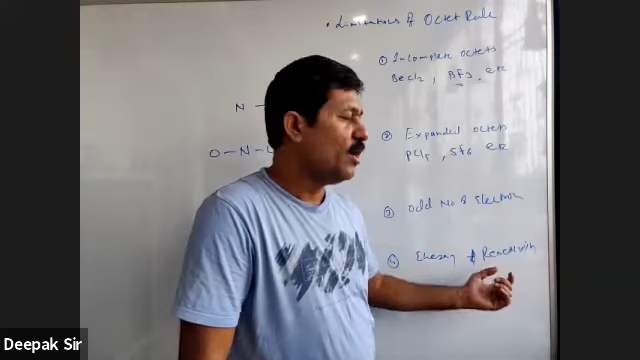 • Limitations of Octet Rule
① Incomplete octets
BeCl2, BF3, etc
② Expanded octets
PCl5, SF6 etc
③ Odd No of Electron
④ of Reactivity
N –
O – N –
Deepak Sir